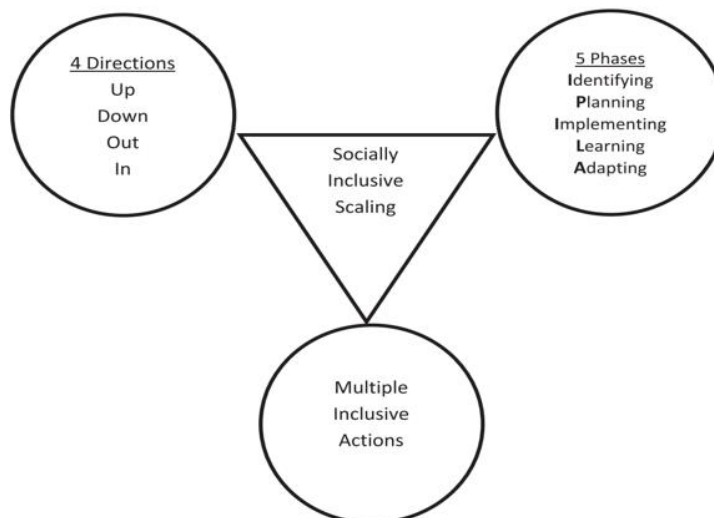 4 Directions
Up
Down
Out
In
5 Phases
Identifying
Planning
Implementing
Learning
Adapting
Socially
Inclusive
Scaling
Multiple
Inclusive
Actions